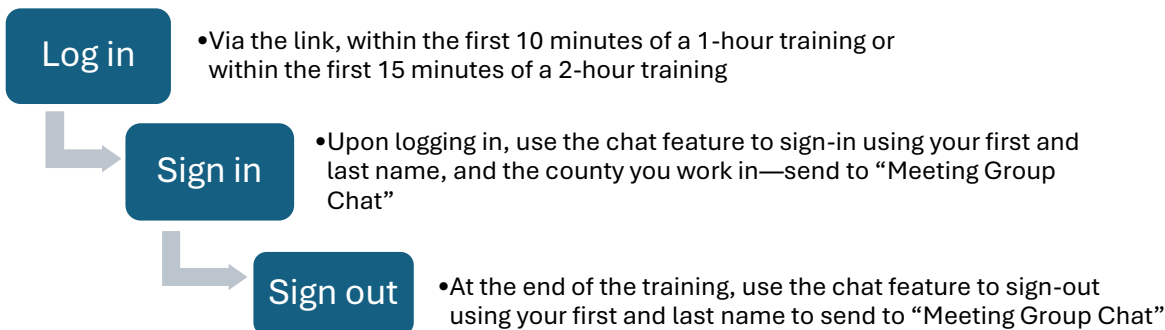 Log in
•Via the link, within the first 10 minutes of a 1-hour training or
within the first 15 minutes of a 2-hour training
Sign in
•Upon logging in, use the chat feature to sign-in using your first and
last name, and the county you work in—send to “Meeting Group
Chat”
Sign out
•At the end of the training, use the chat feature to sign-out
using your first and last name to send to “Meeting Group Chat”